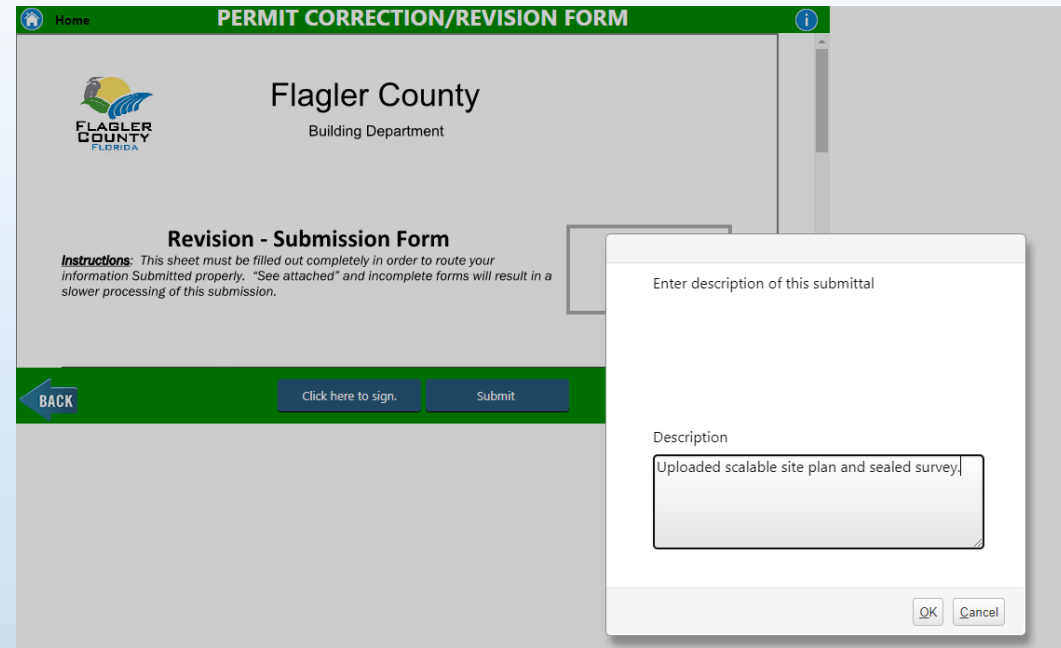 Home
PERMIT CORRECTION/REVISION FORM
i
FLAGLER
COUNTY
FLORIDA
Flagler County
Building Department
Revision - Submission Form
Instructions: This sheet must be filled out completely in order to route your
information Submitted properly. "See attached" and incomplete forms will result in a
slower processing of this submission.
BACK
Click here to sign.
Submit
Enter description of this submittal
Description
Uploaded scalable site plan and sealed survey.
OK
Cancel